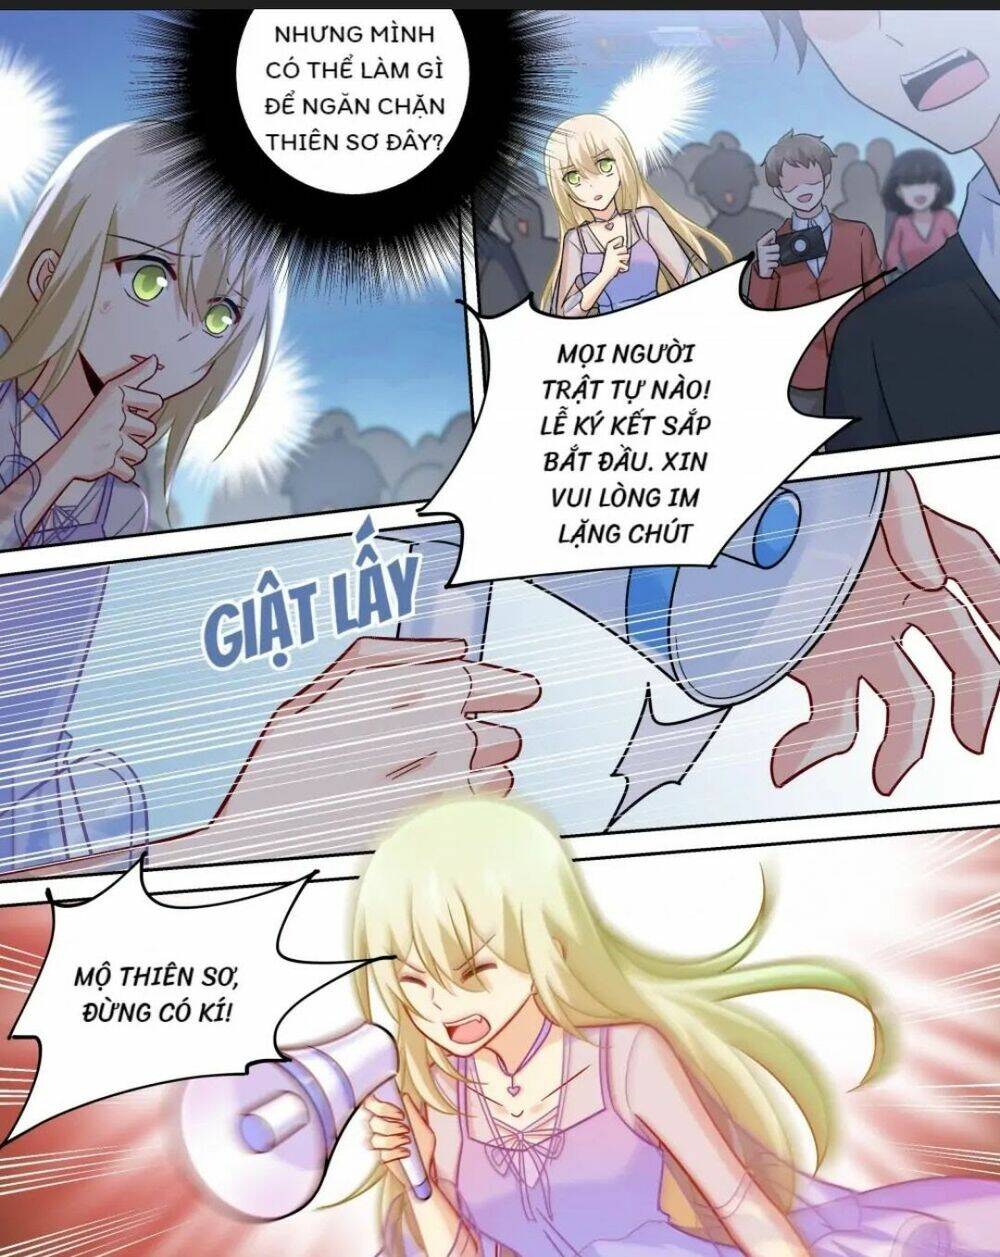 NHƯNG MÌNH
CÓ THỂ LÀM GÌ
ĐỂ NGĂN CHẶN
THIÊN SƠ ĐÂY?
MỌI NGƯỜI
TRẬT TỰ NÀO!
LỄ KÝ KẾT SẮP
BẮT ĐẦU. XIN
VUI LÒNG IM
LẶNG CHÚT
GIẬT LẤY
MỘ THIÊN SƠ,
ĐỪNG CÓ KÍ!